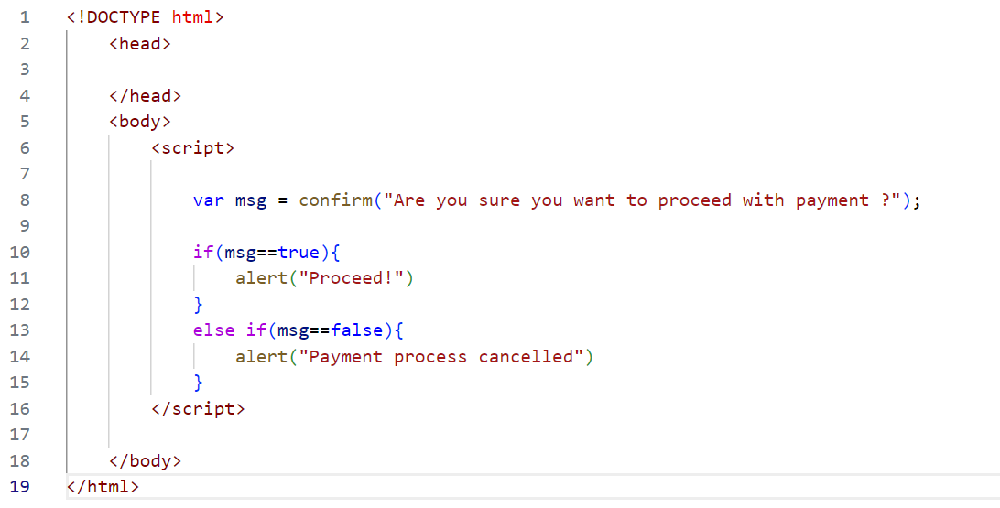 1 <!DOCTYPE html>
2     <head>
3
4     </head>
5     <body>
6         <script>
7
8             var msg = confirm("Are you sure you want to proceed with payment ?");
9
10             if(msg==true){
11                 alert("Proceed!")
12             }
13             else if(msg==false){
14                 alert("Payment process cancelled")
15             }
16         </script>
17
18     </body>
19 </html>